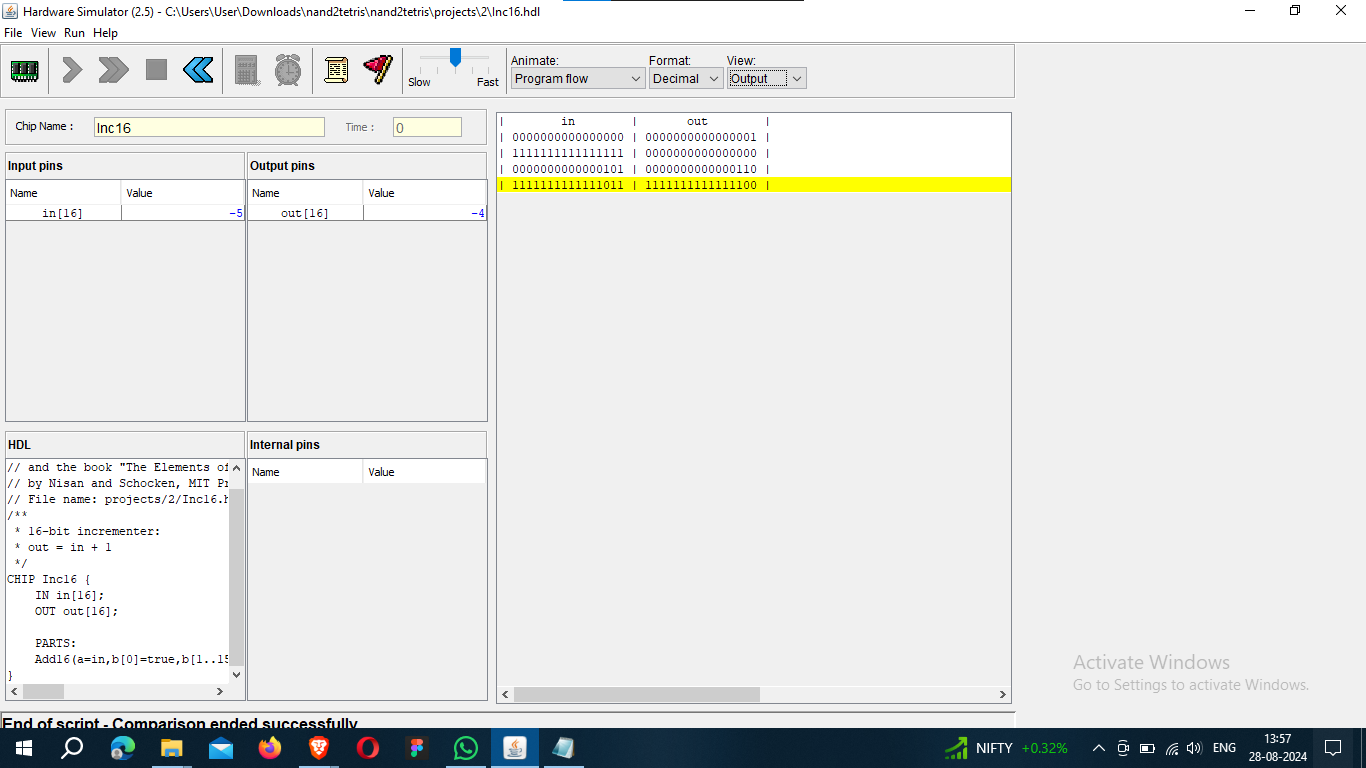 Hardware Simulator (2.5) - C:\Users\User\Downloads\nand2tetris\nand2tetris\projects\2\Inc16.hdl
File View Run Help
Slow Fast
Animate: Format: View:
Program flow Decimal Output
Chip Name : Inc16 Time : 0
Input pins
Name Value
in[16] -5
Output pins
Name Value
out[16] -4
| in | out |
| 0000000000000000 | 0000000000000001 |
| 1111111111111111 | 0000000000000000 |
| 0000000000000101 | 0000000000000110 |
| 1111111111111011 | 1111111111111100 |
HDL
// and the book "The Elements of
// by Nisan and Schocken, MIT Pr
// File name: projects/2/Inc16.h
/**
* 16-bit incrementer:
* out = in + 1
*/
CHIP Inc16 {
IN in[16];
OUT out[16];
PARTS:
Add16(a=in,b[0]=true,b[1..15
}
Internal pins
Name Value
Activate Windows
Go to Settings to activate Windows.
End of script - Comparison ended successfully
NIFTY +0.32% ENG 13:57
28-08-2024